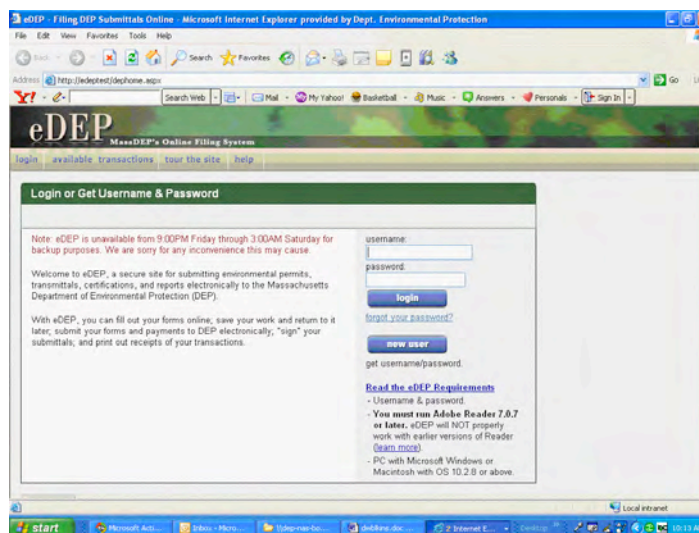 eDEP - Filing DEP Submittals Online - Microsoft Internet Explorer provided by Dept. Environmental Protection
File Edit View Favorites Tools Help
Back Search Favorites
Address http://edeptest/dephome.aspx Go
Y! Search Web Mail My Yahoo! Basketball Music Answers Personals Sign In
eDEP
MassDEP's Online Filing System
login available transactions tour the site help
Login or Get Username & Password
Note: eDEP is unavailable from 9:00PM Friday through 3:00AM Saturday for
backup purposes. We are sorry for any inconvenience this may cause.
Welcome to eDEP, a secure site for submitting environmental permits,
transmittals, certifications, and reports electronically to the Massachusetts
Department of Environmental Protection (DEP).
With eDEP, you can fill out your forms online; save your work and return to it
later; submit your forms and payments to DEP electronically; "sign" your
submittals; and print out receipts of your transactions.
username:
password:
login
forgot your password?
new user
get username/password.
Read the eDEP Requirements
- Username & password.
- You must run Adobe Reader 7.0.7
or later. eDEP will NOT properly
work with earlier versions of Reader
(learn more).
- PC with Microsoft Windows or
Macintosh with OS 10.2.8 or above.
Local intranet
start Microsoft Acti... Inbox - Micro... 2 Internet E... Desktop 10:13 AM